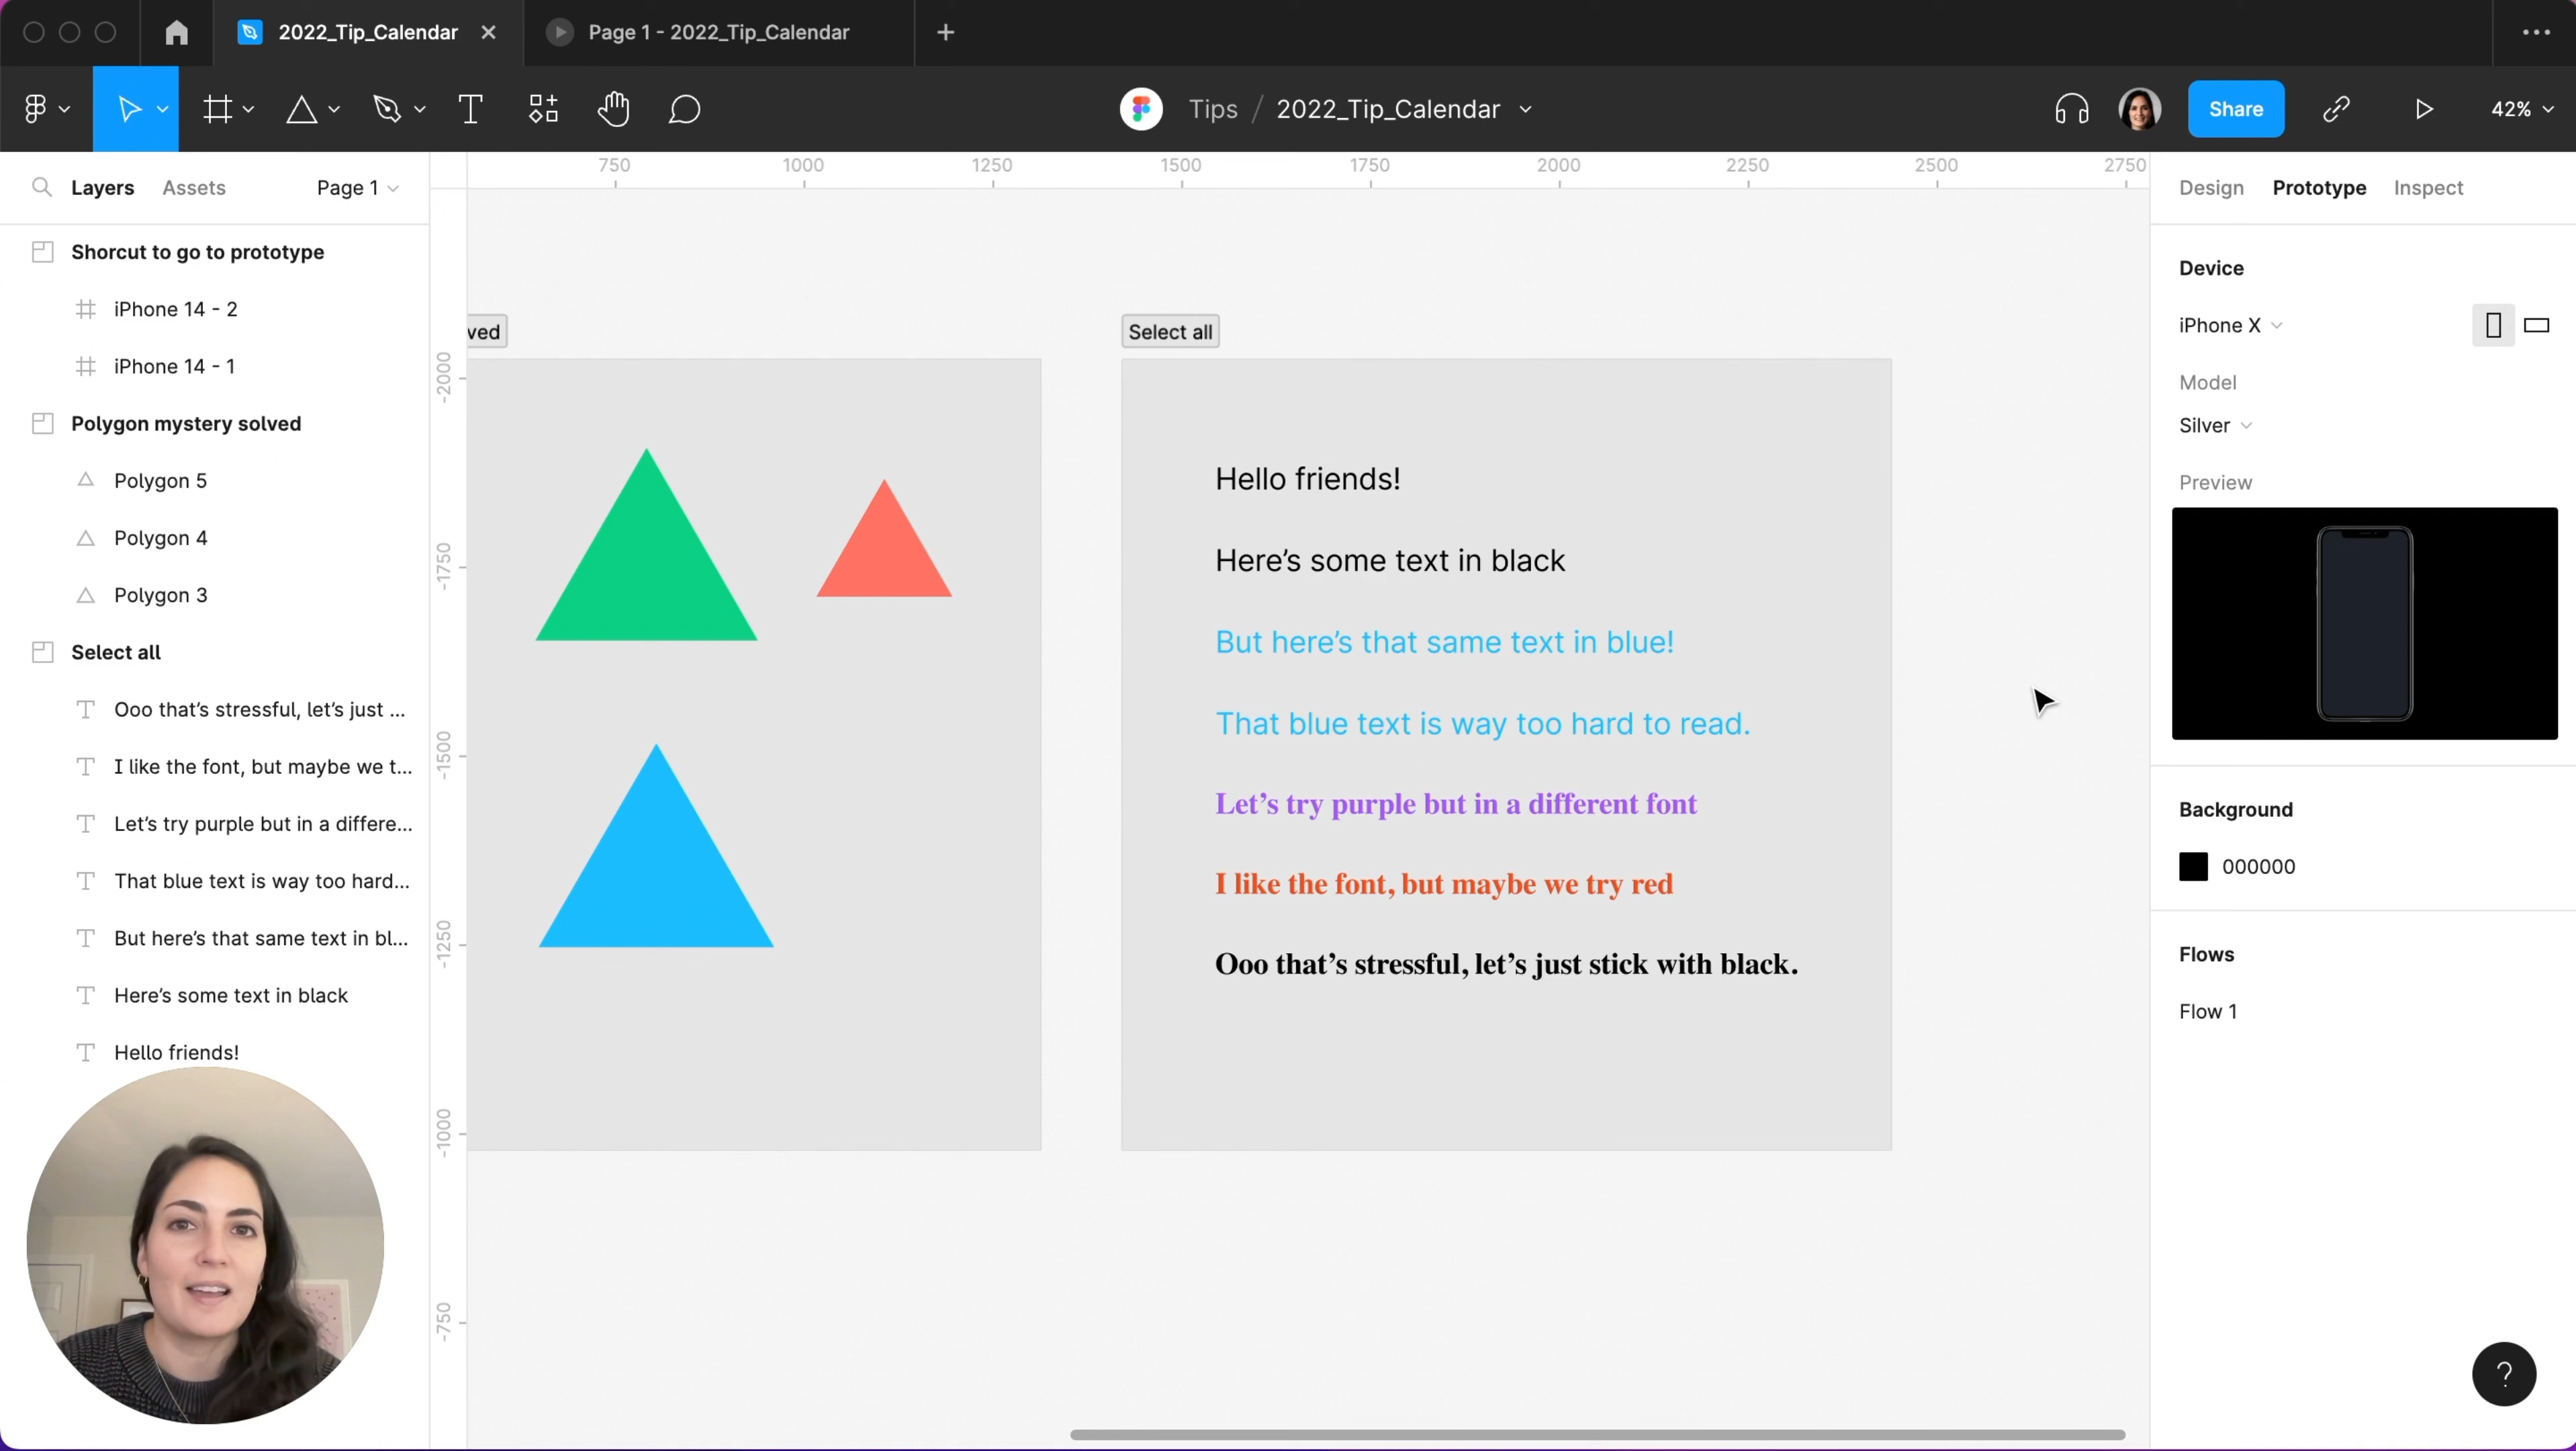 2022_Tip_Calendar
Page 1 - 2022_Tip_Calendar
Tips / 2022_Tip_Calendar
Share
42%
Layers
Assets
Page 1
Shorcut to go to prototype
iPhone 14 - 2
iPhone 14 - 1
Polygon mystery solved
Polygon 5
Polygon 4
Polygon 3
Select all
Ooo that’s stressful, let’s just ...
I like the font, but maybe we t...
Let’s try purple but in a differe...
That blue text is way too hard...
But here’s that same text in bl...
Here’s some text in black
Hello friends!
750 1000 1250 1500 1750 2000 2250 2500 2750
-2000
-1750
-1500
-1250
-1000
-750
ved
Select all
Hello friends!
Here’s some text in black
But here’s that same text in blue!
That blue text is way too hard to read.
Let’s try purple but in a different font
I like the font, but maybe we try red
Ooo that’s stressful, let’s just stick with black.
Design
Prototype
Inspect
Device
iPhone X
Model
Silver
Preview
Background
000000
Flows
Flow 1
?